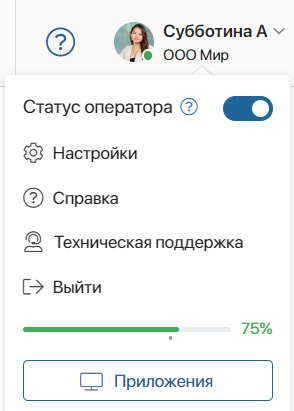 Субботина А
ООО Мир
Статус оператора
Настройки
Справка
Техническая поддержка
Выйти
75%
Приложения